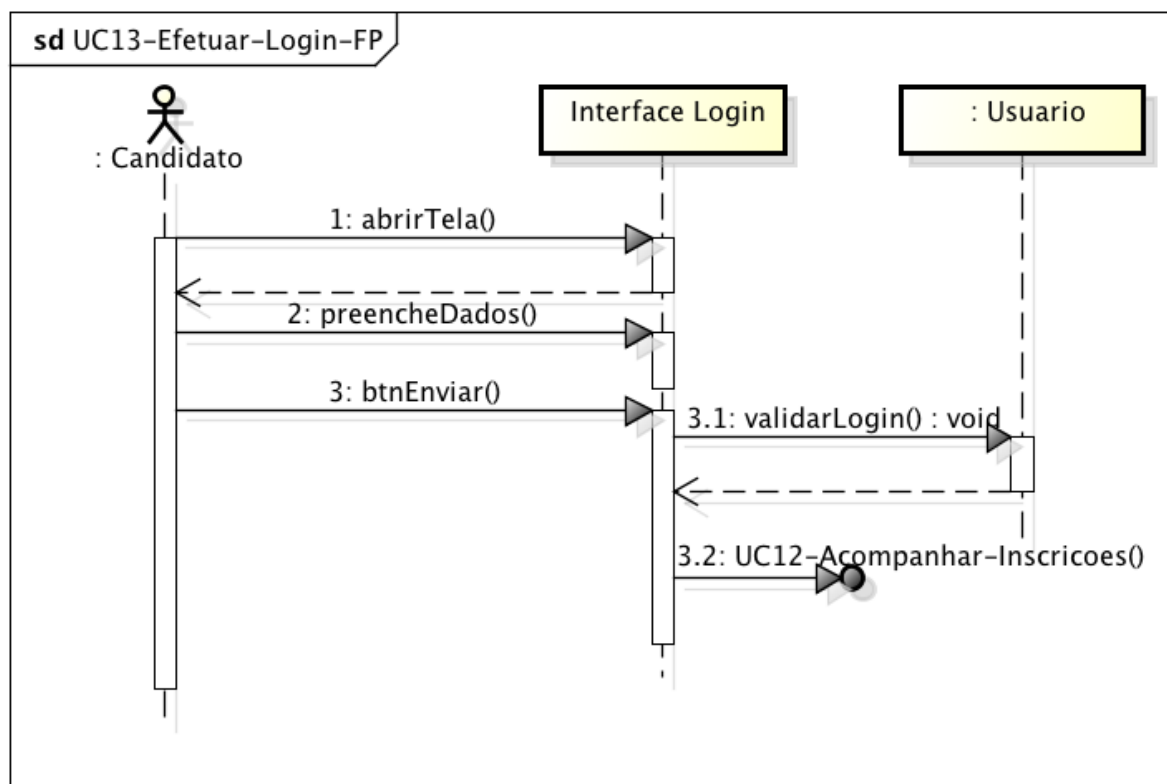 sd UC13-Efetuar-Login-FP
: Candidato
Interface Login
: Usuario
1: abrirTela()
2: preencheDados()
3: btnEnviar()
3.1: validarLogin() : void
3.2: UC12-Acompanhar-Inscricoes()